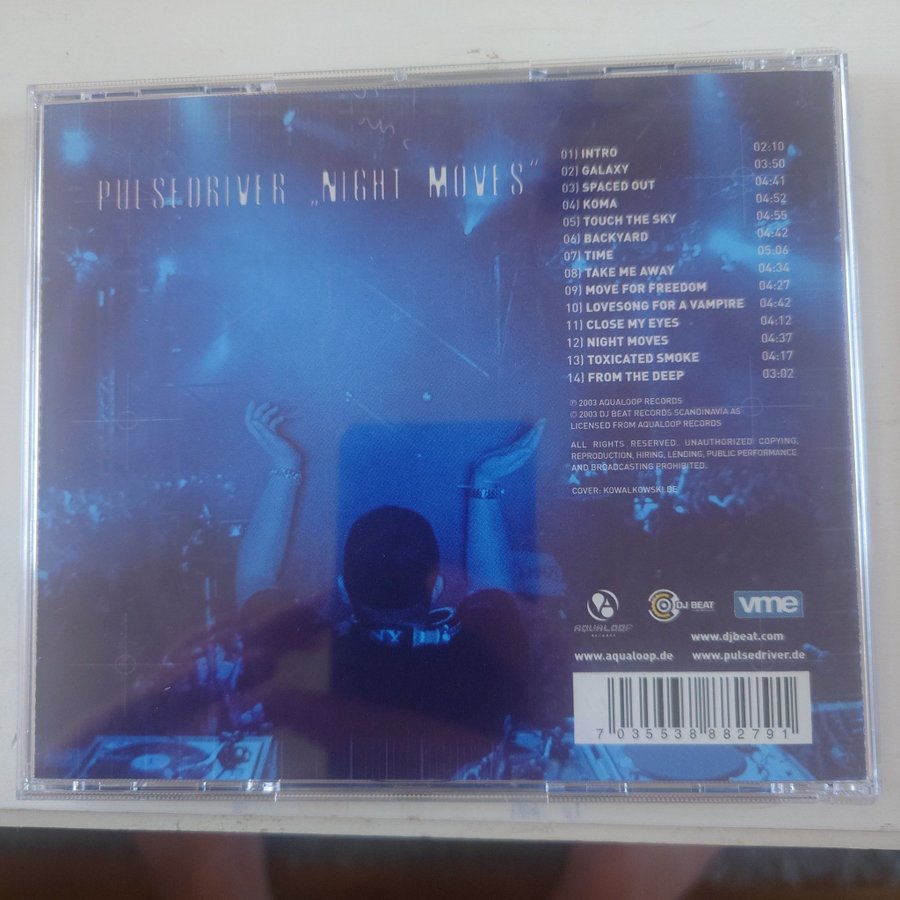 PULSEDRIVER „NIGHT MOVES“
01) INTRO 02:10
02) GALAXY 03:50
03) SPACED OUT 04:41
04) KOMA 04:52
05) TOUCH THE SKY 04:55
06) BACKYARD 04:42
07) TIME 05:06
08) TAKE ME AWAY 04:34
09) MOVE FOR FREEDOM 04:27
10) LOVESONG FOR A VAMPIRE 04:42
11) CLOSE MY EYES 04:12
12) NIGHT MOVES 04:37
13) TOXICATED SMOKE 04:17
14) FROM THE DEEP 03:02
℗ 2003 AQUALOOP RECORDS
© 2003 DJ BEAT RECORDS SCANDINAVIA AS
LICENSED FROM AQUALOOP RECORDS
ALL RIGHTS RESERVED. UNAUTHORIZED COPYING,
REPRODUCTION, HIRING, LENDING, PUBLIC PERFORMANCE
AND BROADCASTING PROHIBITED.
COVER: KOWALKOWSKI.DE
AQUALOOP
RECORDS
DJ BEAT
vme
www.djbeat.com
www.aqualoop.de www.pulsedriver.de
7 035538 882791